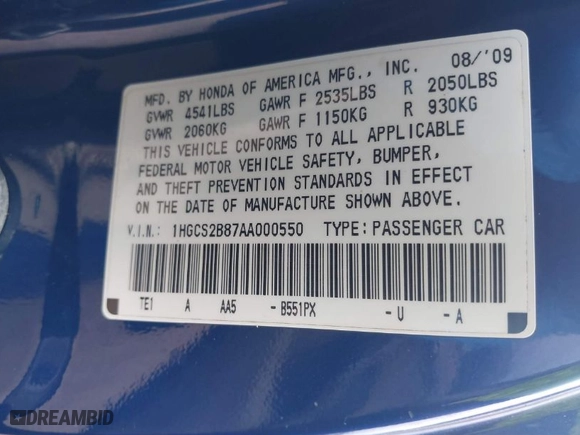 MFD. BY HONDA OF AMERICA MFG., INC. 08/'09
GVWR 4541LBS GAWR F 2535LBS R 2050LBS
GVWR 2060KG GAWR F 1150KG R 930KG
THIS VEHICLE CONFORMS TO ALL APPLICABLE
FEDERAL MOTOR VEHICLE SAFETY, BUMPER,
AND THEFT PREVENTION STANDARDS IN EFFECT
ON THE DATE OF MANUFACTURE SHOWN ABOVE.
V.I.N.: 1HGCS2B87AA000550 TYPE: PASSENGER CAR
TE1 A AA5 - B551PX - U - A
DREAMBID